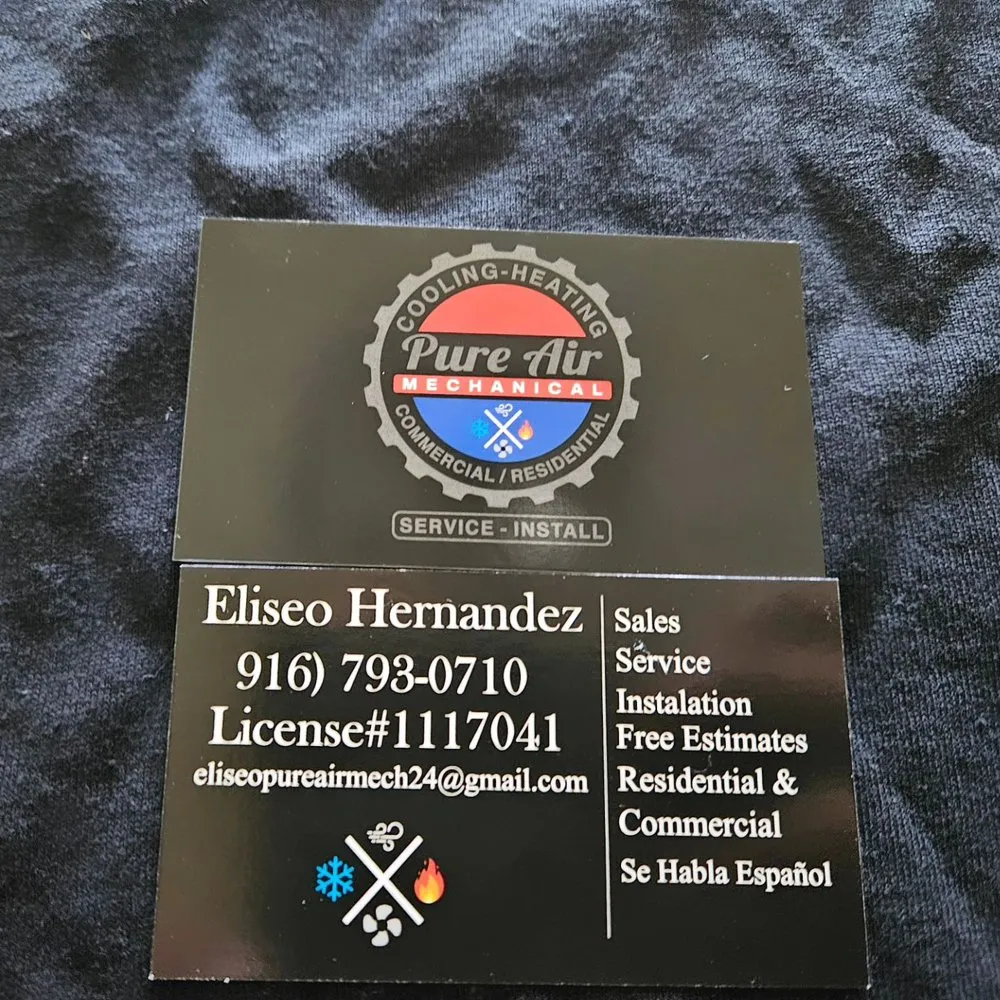 COOLING-HEATING
Pure Air
MECHANICAL
COMMERCIAL / RESIDENTIAL
SERVICE - INSTALL
Eliseo Hernandez
916) 793-0710
License#1117041
eliseopureairmech24@gmail.com
Sales
Service
Instalation
Free Estimates
Residential &
Commercial
Se Habla Español